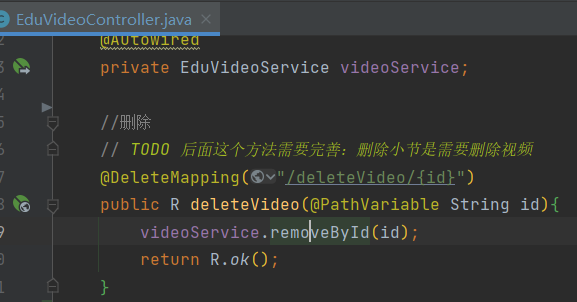 EduVideoController.java
@Autowired
3 private EduVideoService videoService;
4
5 //删除
6 // TODO 后面这个方法需要完善：删除小节是需要删除视频
7 @DeleteMapping("/deleteVideo/{id}")
8 public R deleteVideo(@PathVariable String id){
9 videoService.removeById(id);
0 return R.ok();
1 }